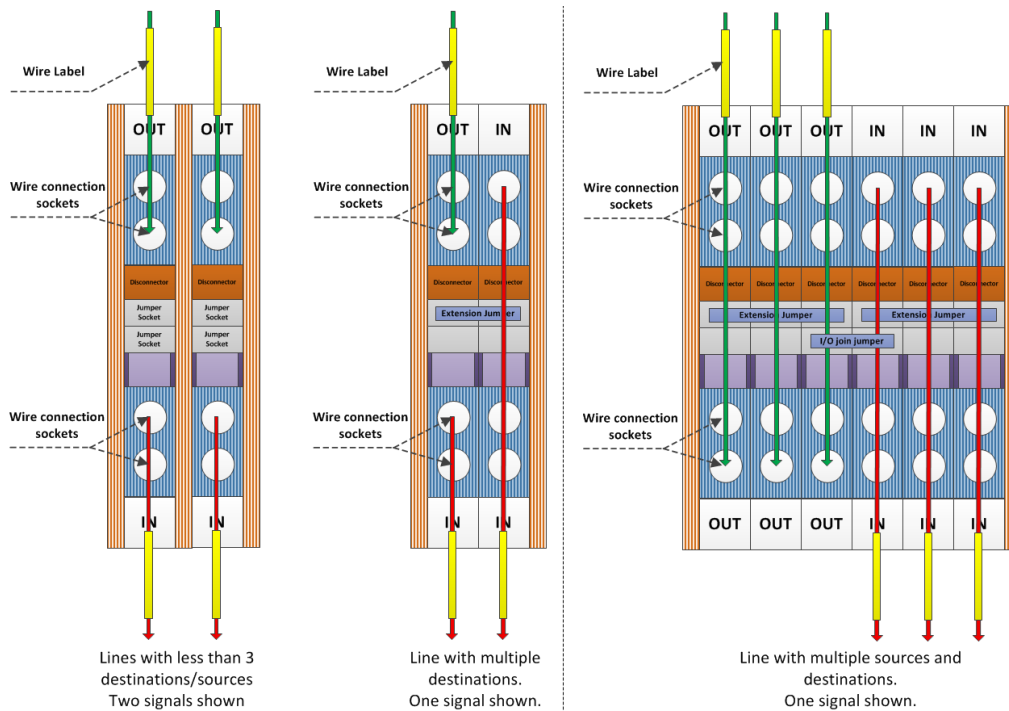 Wire Label
OUT
OUT
Wire connection
sockets
Disconnector
Disconnector
Jumper
Socket
Jumper
Socket
Jumper
Socket
Jumper
Socket
Wire connection
sockets
IN
IN
Lines with less than 3
destinations/sources
Two signals shown
Wire Label
OUT
IN
Wire connection
sockets
Disconnector
Disconnector
Extension Jumper
Wire connection
sockets
IN
IN
Line with multiple
destinations.
One signal shown.
Wire Label
OUT
OUT
OUT
IN
IN
IN
Wire connection
sockets
Disconnector
Disconnector
Disconnector
Disconnector
Disconnector
Disconnector
Extension Jumper
Extension Jumper
I/O join jumper
Wire connection
sockets
OUT
OUT
OUT
IN
IN
IN
Line with multiple sources and
destinations.
One signal shown.